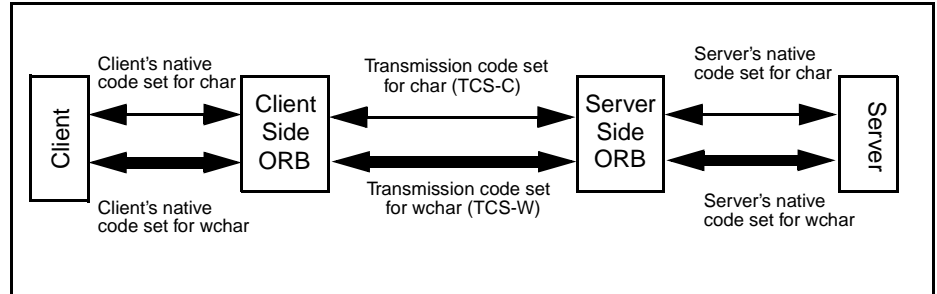 Client's native
code set for char
Transmission code set
for char (TCS-C)
Server's native
code set for char
Client
Client
Side
ORB
Server
Side
ORB
Server
Client's native
code set for wchar
Transmission code set
for wchar (TCS-W)
Server's native
code set for wchar